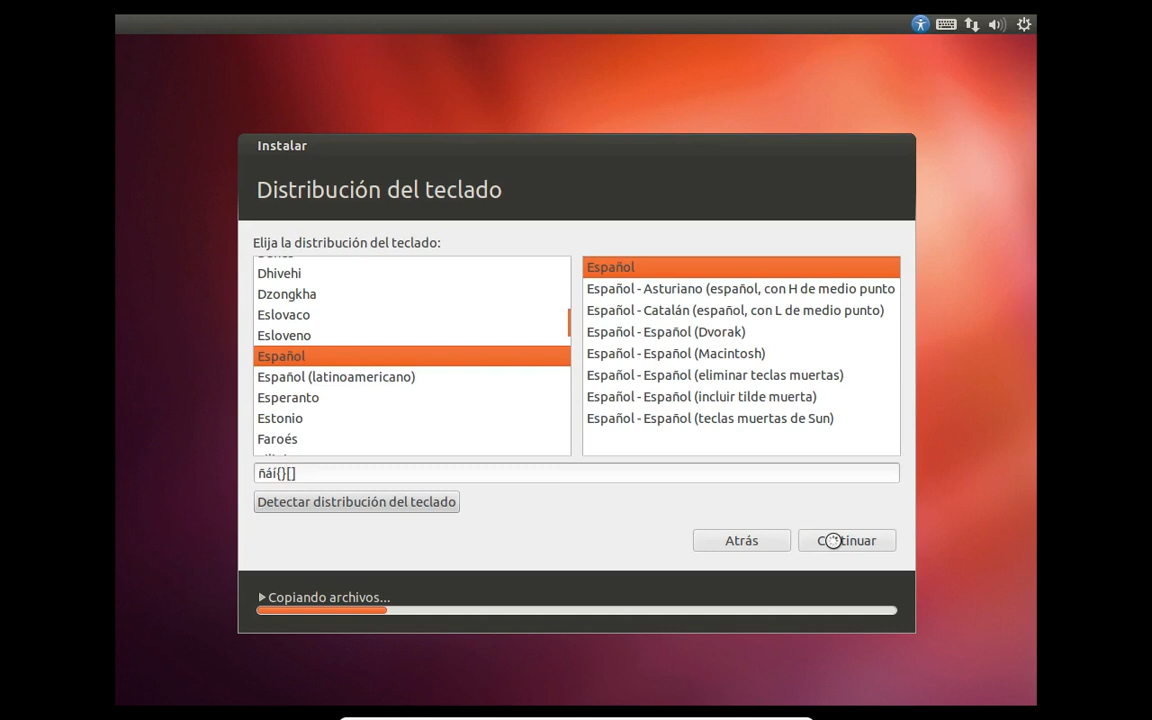 Instalar
Distribución del teclado
Elija la distribución del teclado:
Dhivehi
Dzongkha
Eslovaco
Esloveno
Español
Español (latinoamericano)
Esperanto
Estonio
Faroés
Español
Español - Asturiano (español, con H de medio punto
Español - Catalán (español, con L de medio punto)
Español - Español (Dvorak)
Español - Español (Macintosh)
Español - Español (eliminar teclas muertas)
Español - Español (incluir tilde muerta)
Español - Español (teclas muertas de Sun)
ñáí{}[]
Detectar distribución del teclado
Atrás
Continuar
Copiando archivos...